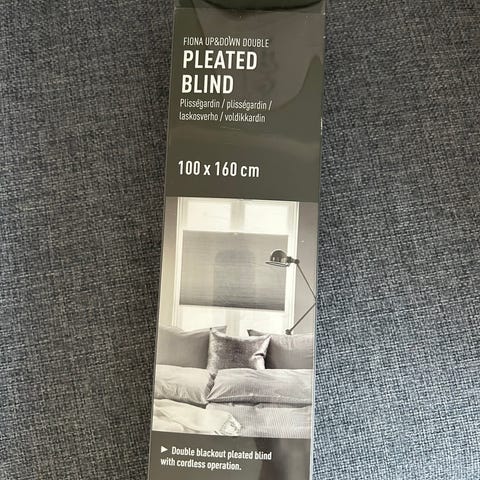 FIONA UP&DOWN DOUBLE
PLEATED
BLIND
Plisségardin / plisségardin /
laskosverho / voldikkardin
100 x 160 cm
► Double blackout pleated blind
with cordless operation.